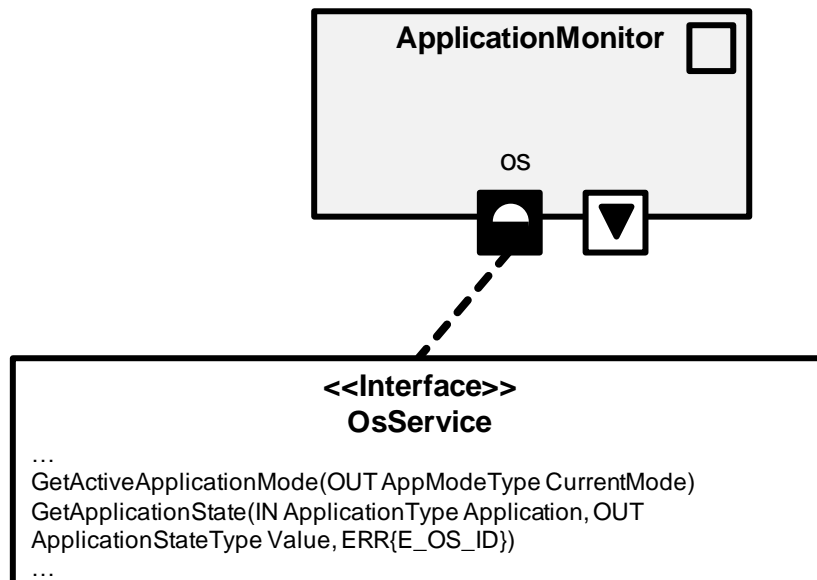 ApplicationMonitor
os
<<Interface>>
OsService
…
GetActiveApplicationMode(OUT AppModeType CurrentMode)
GetApplicationState(IN ApplicationType Application, OUT
ApplicationStateType Value, ERR{E_OS_ID})
…